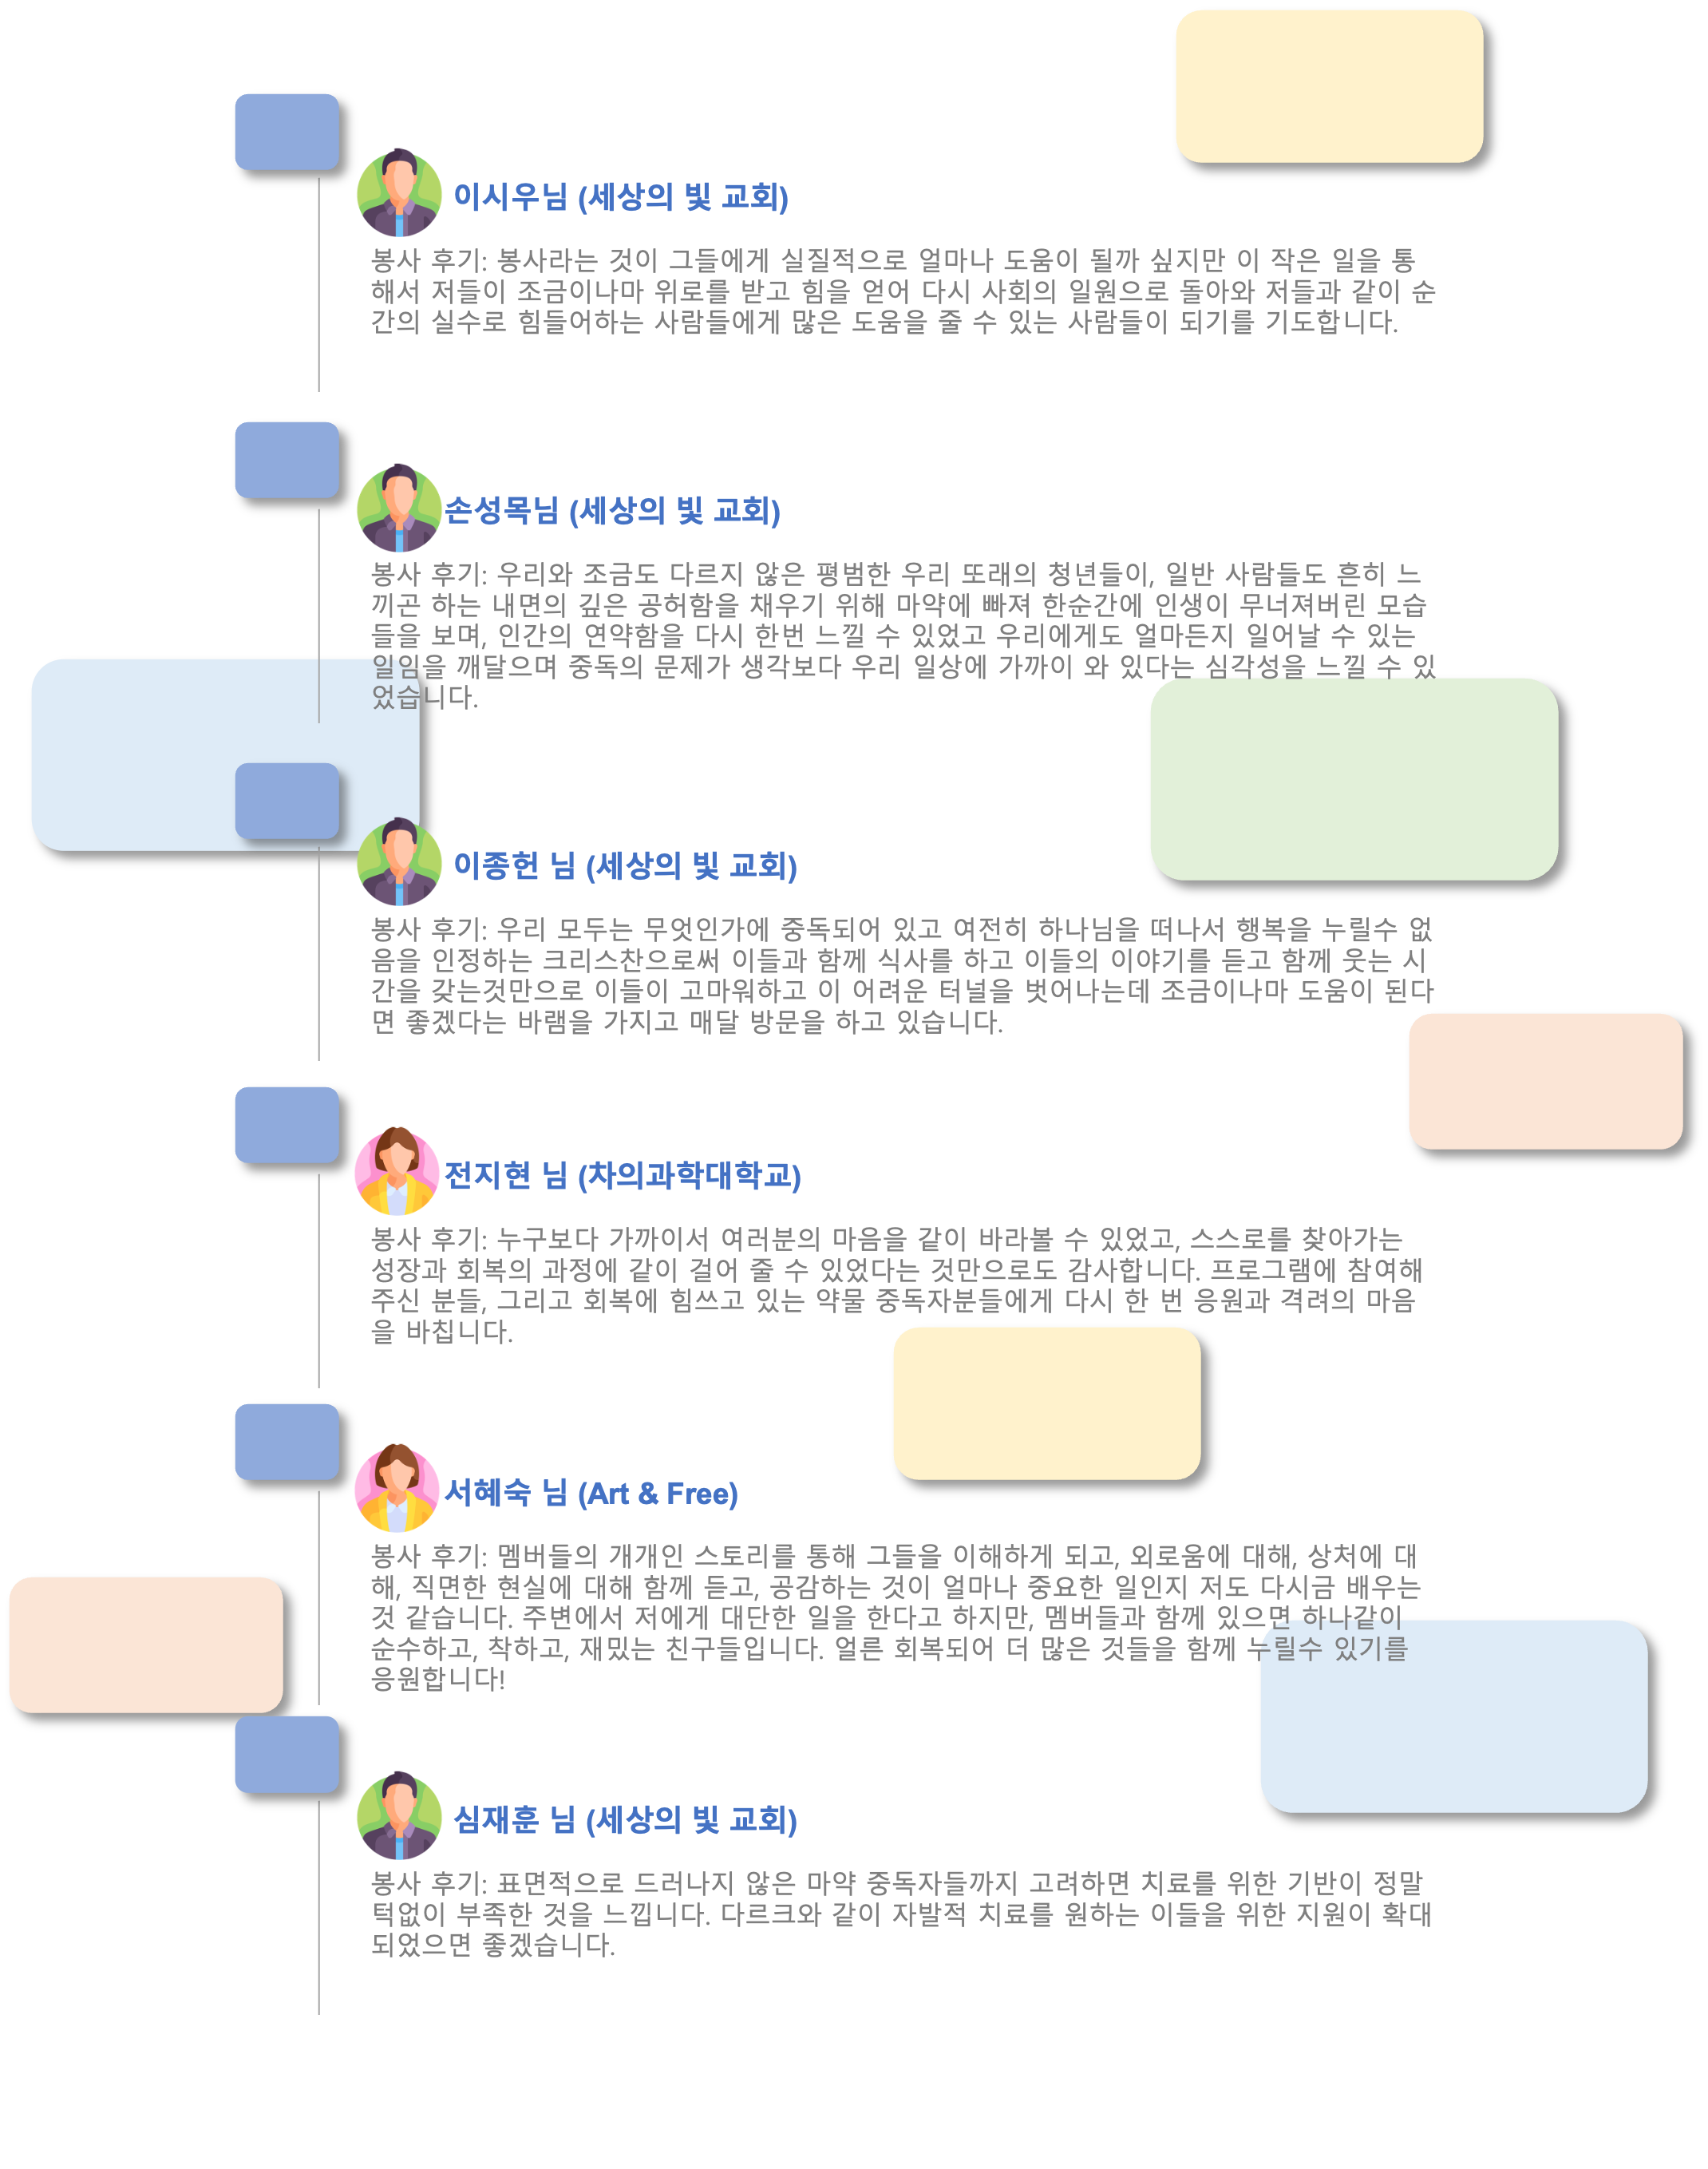 이시우님 (세상의 빛 교회)
봉사 후기: 봉사라는 것이 그들에게 실질적으로 얼마나 도움이 될까 싶지만 이 작은 일을 통
해서 저들이 조금이나마 위로를 받고 힘을 얻어 다시 사회의 일원으로 돌아와 저들과 같이 순
간의 실수로 힘들어하는 사람들에게 많은 도움을 줄 수 있는 사람들이 되기를 기도합니다.
손성목님 (세상의 빛 교회)
봉사 후기: 우리와 조금도 다르지 않은 평범한 우리 또래의 청년들이, 일반 사람들도 흔히 느
끼곤 하는 내면의 깊은 공허함을 채우기 위해 마약에 빠져 한순간에 인생이 무너져버린 모습
들을 보며, 인간의 연약함을 다시 한번 느낄 수 있었고 우리에게도 얼마든지 일어날 수 있는
일임을 깨달으며 중독의 문제가 생각보다 우리 일상에 가까이 와 있다는 심각성을 느낄 수 있
었습니다.
이종헌 님 (세상의 빛 교회)
봉사 후기: 우리 모두는 무엇인가에 중독되어 있고 여전히 하나님을 떠나서 행복을 누릴수 없
음을 인정하는 크리스찬으로써 이들과 함께 식사를 하고 이들의 이야기를 듣고 함께 웃는 시
간을 갖는것만으로 이들이 고마워하고 이 어려운 터널을 벗어나는데 조금이나마 도움이 된다
면 좋겠다는 바램을 가지고 매달 방문을 하고 있습니다.
전지현 님 (차의과학대학교)
봉사 후기: 누구보다 가까이서 여러분의 마음을 같이 바라볼 수 있었고, 스스로를 찾아가는
성장과 회복의 과정에 같이 걸어 줄 수 있었다는 것만으로도 감사합니다. 프로그램에 참여해
주신 분들, 그리고 회복에 힘쓰고 있는 약물 중독자분들에게 다시 한 번 응원과 격려의 마음
을 바칩니다.
서혜숙 님 (Art & Free)
봉사 후기: 멤버들의 개개인 스토리를 통해 그들을 이해하게 되고, 외로움에 대해, 상처에 대
해, 직면한 현실에 대해 함께 듣고, 공감하는 것이 얼마나 중요한 일인지 저도 다시금 배우는
것 같습니다. 주변에서 저에게 대단한 일을 한다고 하지만, 멤버들과 함께 있으면 하나같이
순수하고, 착하고, 재밌는 친구들입니다. 얼른 회복되어 더 많은 것들을 함께 누릴수 있기를
응원합니다!
심재훈 님 (세상의 빛 교회)
봉사 후기: 표면적으로 드러나지 않은 마약 중독자들까지 고려하면 치료를 위한 기반이 정말
턱없이 부족한 것을 느낍니다. 다르크와 같이 자발적 치료를 원하는 이들을 위한 지원이 확대
되었으면 좋겠습니다.